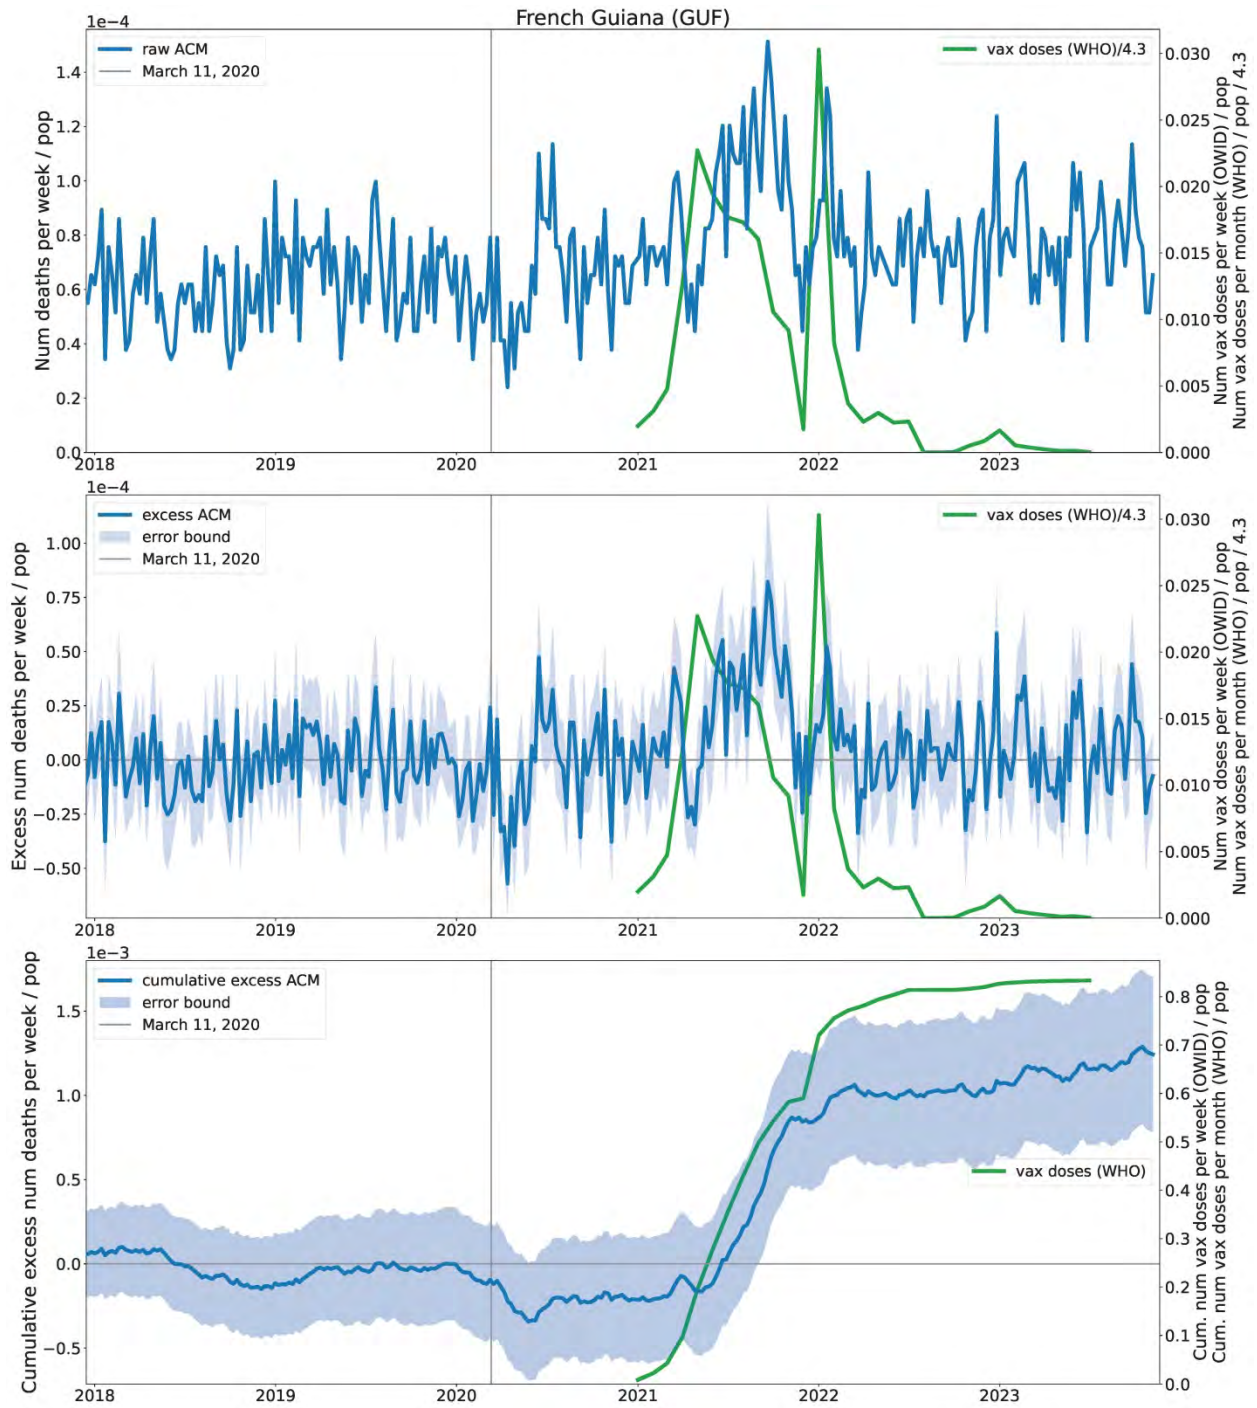 French Guiana (GUF)
1e−4
raw ACM
March 11, 2020
vax doses (WHO)/4.3
Num deaths per week / pop
1.4
1.2
1.0
0.8
0.6
0.4
0.2
0.0
0.030
0.025
0.020
0.015
0.010
0.005
0.000
Num vax doses per week (OWID) / pop
Num vax doses per month (WHO) / pop / 4.3
2018 2019 2020 2021 2022 2023
1e−4
excess ACM
error bound
March 11, 2020
vax doses (WHO)/4.3
Excess num deaths per week / pop
1.00
0.75
0.50
0.25
0.00
−0.25
−0.50
0.030
0.025
0.020
0.015
0.010
0.005
0.000
Num vax doses per week (OWID) / pop
Num vax doses per month (WHO) / pop / 4.3
2018 2019 2020 2021 2022 2023
1e−3
cumulative excess ACM
error bound
March 11, 2020
vax doses (WHO)
Cumulative excess num deaths per week / pop
1.5
1.0
0.5
0.0
−0.5
0.8
0.7
0.6
0.5
0.4
0.3
0.2
0.1
0.0
Cum. num vax doses per week (OWID) / pop
Cum. num vax doses per month (WHO) / pop
2018 2019 2020 2021 2022 2023